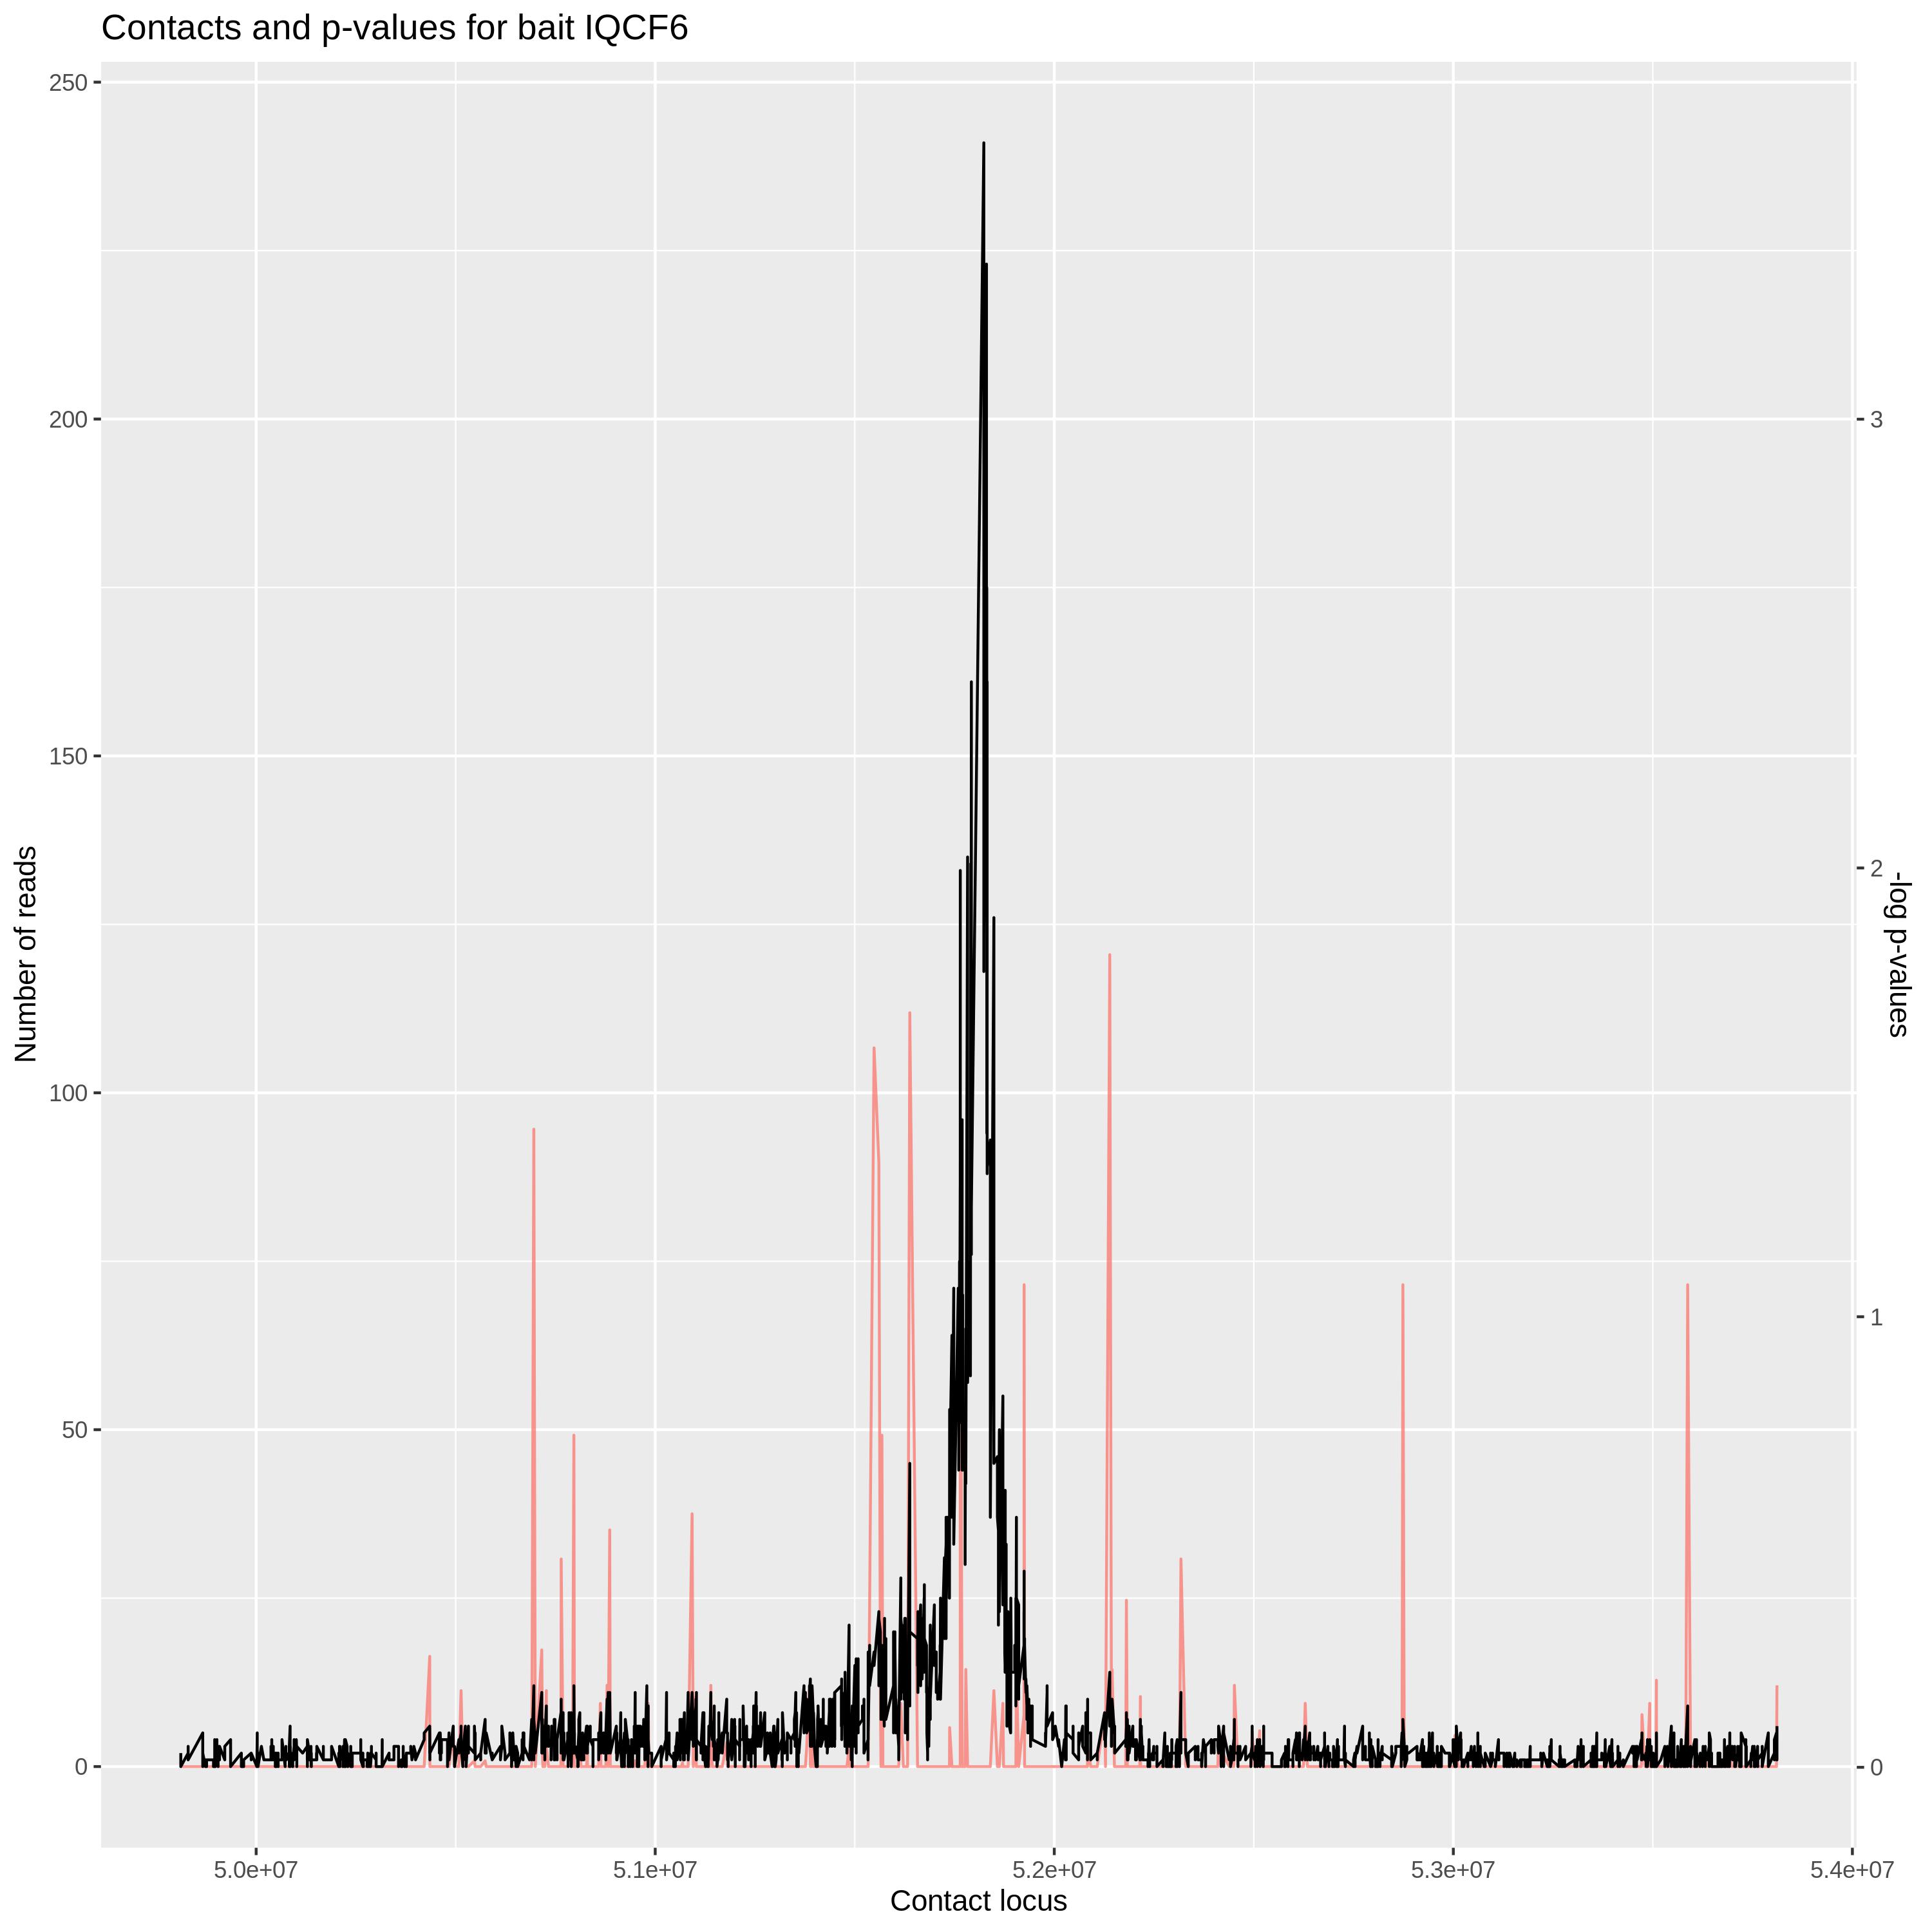 Contacts and p-values for bait IQCF6
250
200
150
100
50
0
Number of reads
3
2
1
0
-log p-values
5.0e+07
5.1e+07
5.2e+07
5.3e+07
5.4e+07
Contact locus